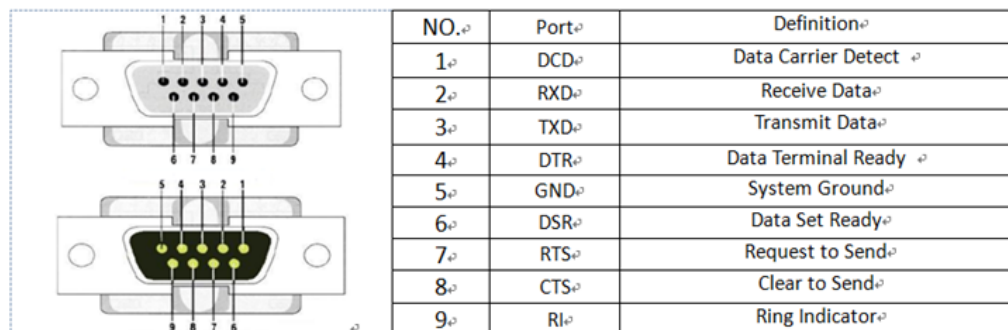 1 2 3 4 5
6 7 8 9
5 4 3 2 1
9 8 7 6
NO. Port Definition
1 DCD Data Carrier Detect
2 RXD Receive Data
3 TXD Transmit Data
4 DTR Data Terminal Ready
5 GND System Ground
6 DSR Data Set Ready
7 RTS Request to Send
8 CTS Clear to Send
9 RI Ring Indicator